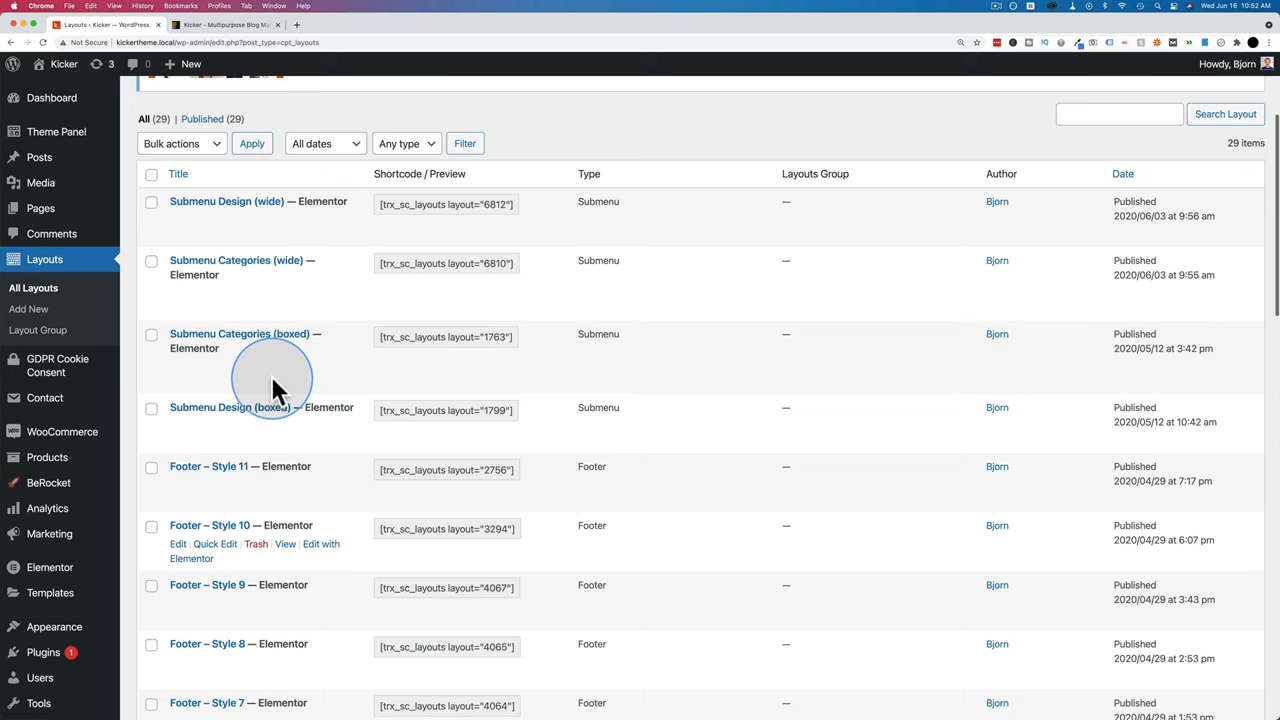 Chrome File Edit View History Bookmarks Profiles Tab Window Help Wed Jun 16 10:52 AM
Layouts ‹ Kicker — WordPress
Kicker - Multipurpose Blog Ma
Not Secure | kickertheme.local/wp-admin/edit.php?post_type=cpt_layouts
Kicker 3 0 New Howdy, Bjorn
Dashboard
Theme Panel
Posts
Media
Pages
Comments
Layouts
All Layouts
Add New
Layout Group
GDPR Cookie
Consent
Contact
WooCommerce
Products
BeRocket
Analytics
Marketing
Elementor
Templates
Appearance
Plugins 1
Users
Tools
All (29) | Published (29)
Search Layout
Bulk actions Apply All dates Any type Filter 29 items
Title Shortcode / Preview Type Layouts Group Author Date
Submenu Design (wide) — Elementor [trx_sc_layouts layout="6812"] Submenu — Bjorn Published
2020/06/03 at 9:56 am
Submenu Categories (wide) — [trx_sc_layouts layout="6810"] Submenu — Bjorn Published
Elementor 2020/06/03 at 9:55 am
Submenu Categories (boxed) — [trx_sc_layouts layout="1763"] Submenu — Bjorn Published
Elementor 2020/05/12 at 3:42 pm
Submenu Design (boxed) — Elementor [trx_sc_layouts layout="1799"] Submenu — Bjorn Published
2020/05/12 at 10:42 am
Footer – Style 11 — Elementor [trx_sc_layouts layout="2756"] Footer — Bjorn Published
2020/04/29 at 7:17 pm
Footer – Style 10 — Elementor [trx_sc_layouts layout="3294"] Footer — Bjorn Published
Edit | Quick Edit | Trash | View | Edit with 2020/04/29 at 6:07 pm
Elementor
Footer – Style 9 — Elementor [trx_sc_layouts layout="4067"] Footer — Bjorn Published
2020/04/29 at 3:43 pm
Footer – Style 8 — Elementor [trx_sc_layouts layout="4065"] Footer — Bjorn Published
2020/04/29 at 2:53 pm
Footer – Style 7 — Elementor [trx_sc_layouts layout="4064"] Footer — Bjorn Published
2020/04/29 at 1:53 pm